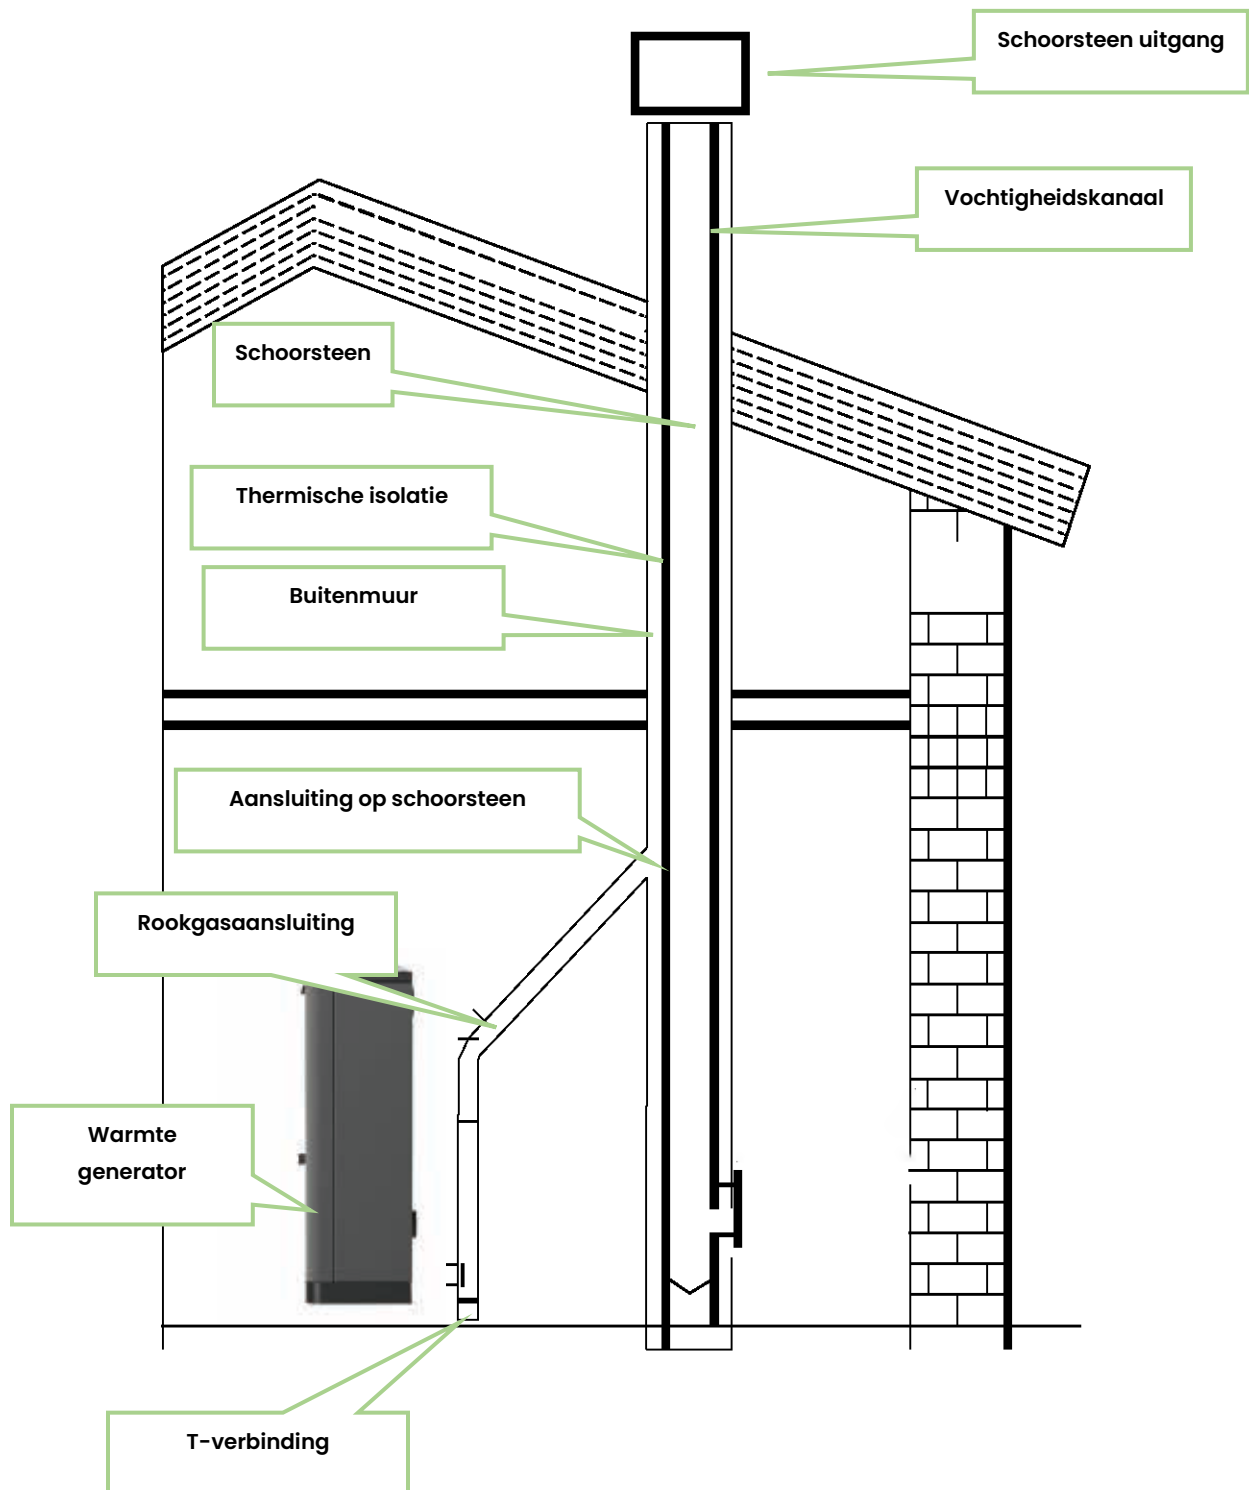 Schoorsteen uitgang
Vochtigheidskanaal
Schoorsteen
Thermische isolatie
Buitenmuur
Aansluiting op schoorsteen
Rookgasaansluiting
Warmte
generator
T-verbinding